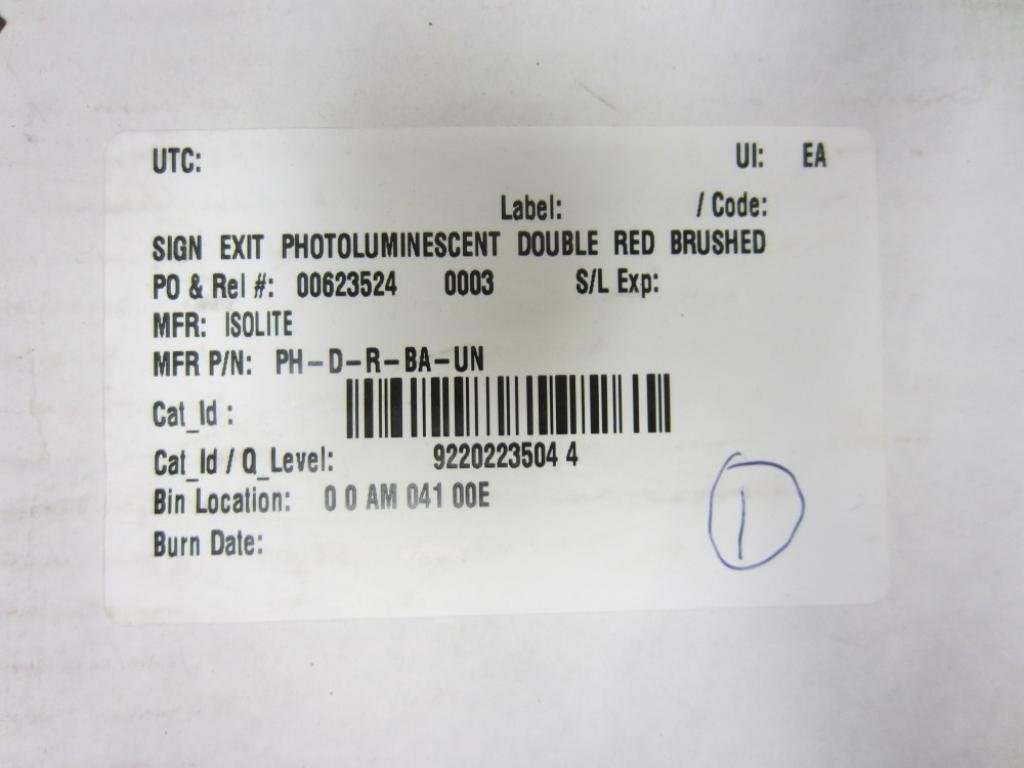 UTC: UI: EA
Label: / Code:
SIGN EXIT PHOTOLUMINESCENT DOUBLE RED BRUSHED
PO & Rel #: 00623524 0003 S/L Exp:
MFR: ISOLITE
MFR P/N: PH-D-R-BA-UN
Cat_Id :
Cat_Id / Q_Level: 9220223504 4
Bin Location: 0 0 AM 041 00E
Burn Date:
1